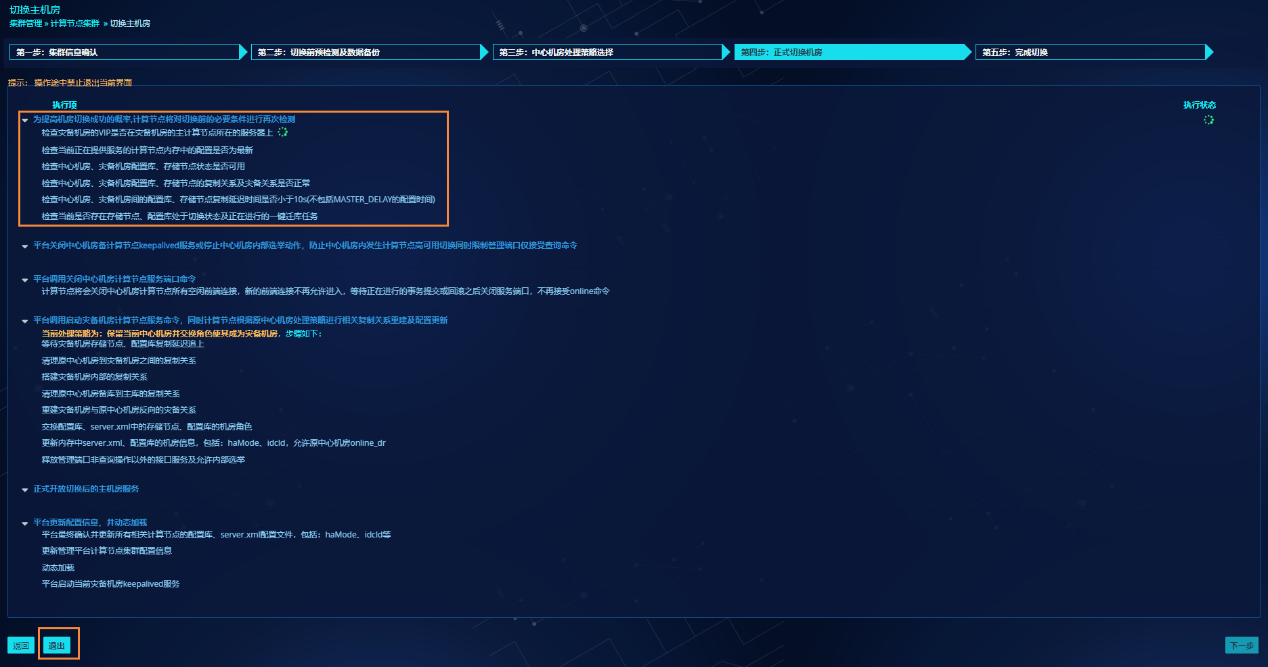 切换主机房
集群管理 » 计算节点集群 » 切换主机房
第一步：集群信息确认
第二步：切换前预检测及数据备份
第三步：中心机房处理策略选择
第四步：正式切换机房
第五步：完成切换
提示： 操作途中禁止退出当前界面
执行项
执行状态
为提高机房切换成功的概率,计算节点将对切换前的必要条件进行再次检测
检查灾备机房的VIP是否在灾备机房的主计算节点所在的服务器上
检查当前正在提供服务的计算节点内存中的配置是否为最新
检查中心机房、灾备机房配置库、存储节点状态是否可用
检查中心机房、灾备机房配置库、存储节点的复制关系及灾备关系是否正常
检查中心机房、灾备机房间的配置库、存储节点复制延迟时间是否小于10s(不包括MASTER_DELAY的配置时间)
检查当前是否存在存储节点、配置库处于切换状态及正在进行的一键迁库任务
平台关闭中心机房备计算节点keepalived服务或停止中心机房内部选举动作，防止中心机房内发生计算节点高可用切换同时限制管理端口仅接受查询命令
平台调用关闭中心机房计算节点服务端口命令
计算节点将会关闭中心机房计算节点所有空闲前端连接，新的前端连接不再允许进入，等待正在进行的事务提交或回滚之后关闭服务端口，不再接受online命令
平台调用启动灾备机房计算节点服务命令，同时计算节点根据原中心机房处理策略进行相关复制关系重建及配置更新
当前处理策略为：保留当前中心机房并交换角色使其成为灾备机房，步骤如下：
等待灾备机房存储节点、配置库复制延迟追上
清理原中心机房到灾备机房之间的复制关系
搭建灾备机房内部的复制关系
清理原中心机房备库到主库的复制关系
重建灾备机房与原中心机房反向的灾备关系
交换配置库、server.xml中的存储节点、配置库的机房角色
更新内存中server.xml、配置库的机房信息，包括：haMode、idcId，允许原中心机房online_dr
释放管理端口非查询操作以外的接口服务及允许内部选举
正式开放切换后的主机房服务
平台更新配置信息，并动态加载
平台最终确认并更新所有相关计算节点的配置库、server.xml配置文件，包括：haMode、idcId等
更新管理平台计算节点集群配置信息
动态加载
平台启动当前灾备机房keepalived服务
返回
退出
下一步